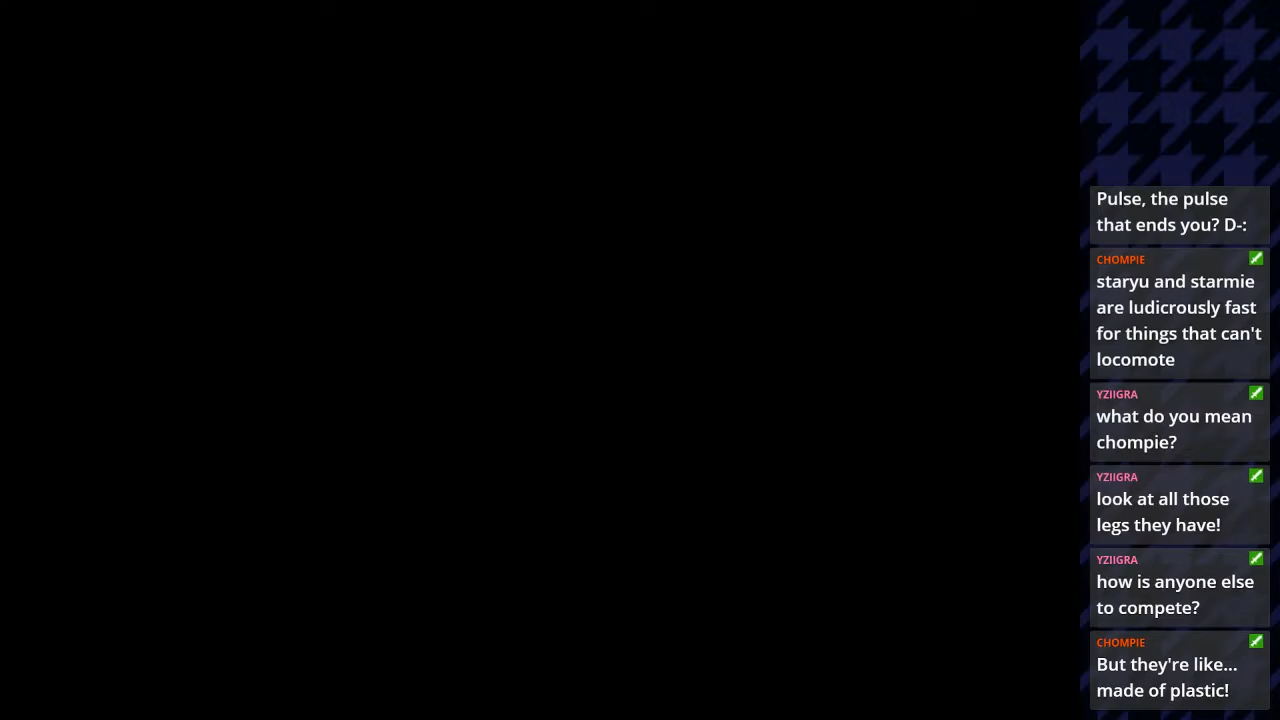 Pulse, the pulse
that ends you? D-:
CHOMPIE
staryu and starmie
are ludicrously fast
for things that can't
locomote
YZIIGRA
what do you mean
chompie?
YZIIGRA
look at all those
legs they have!
YZIIGRA
how is anyone else
to compete?
CHOMPIE
But they're like...
made of plastic!